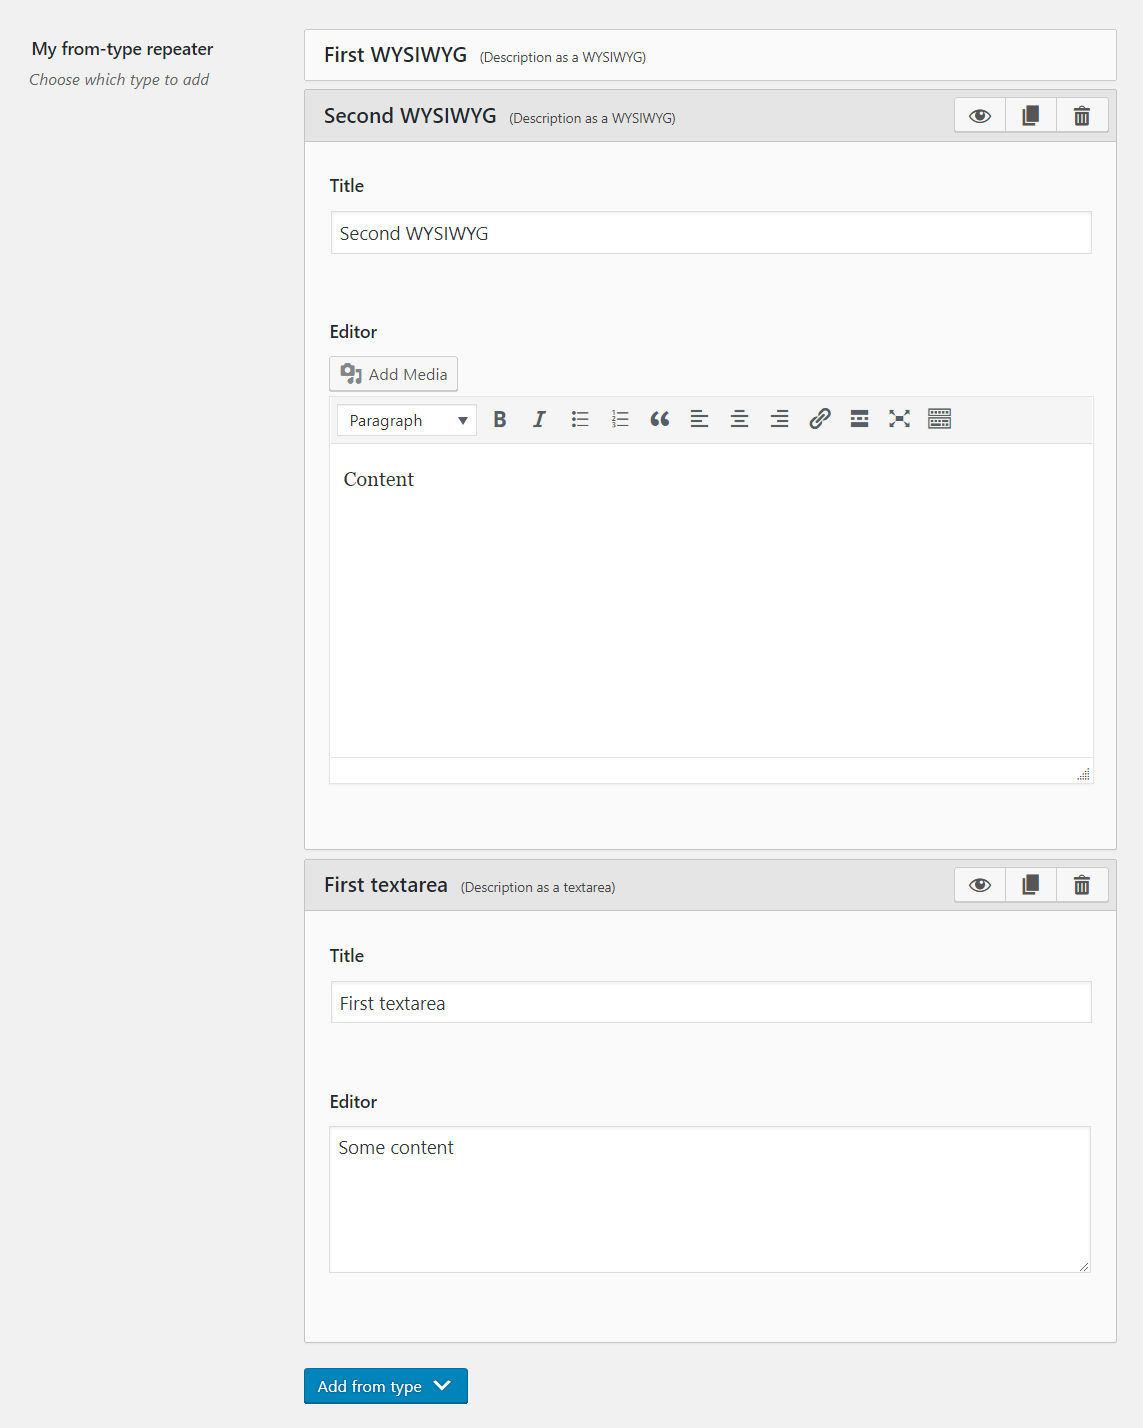 My from-type repeater
Choose which type to add
First WYSIWYG (Description as a WYSIWYG)
Second WYSIWYG (Description as a WYSIWYG)
Title
Second WYSIWYG
Editor
Add Media
Paragraph
Content
First textarea (Description as a textarea)
Title
First textarea
Editor
Some content
Add from type